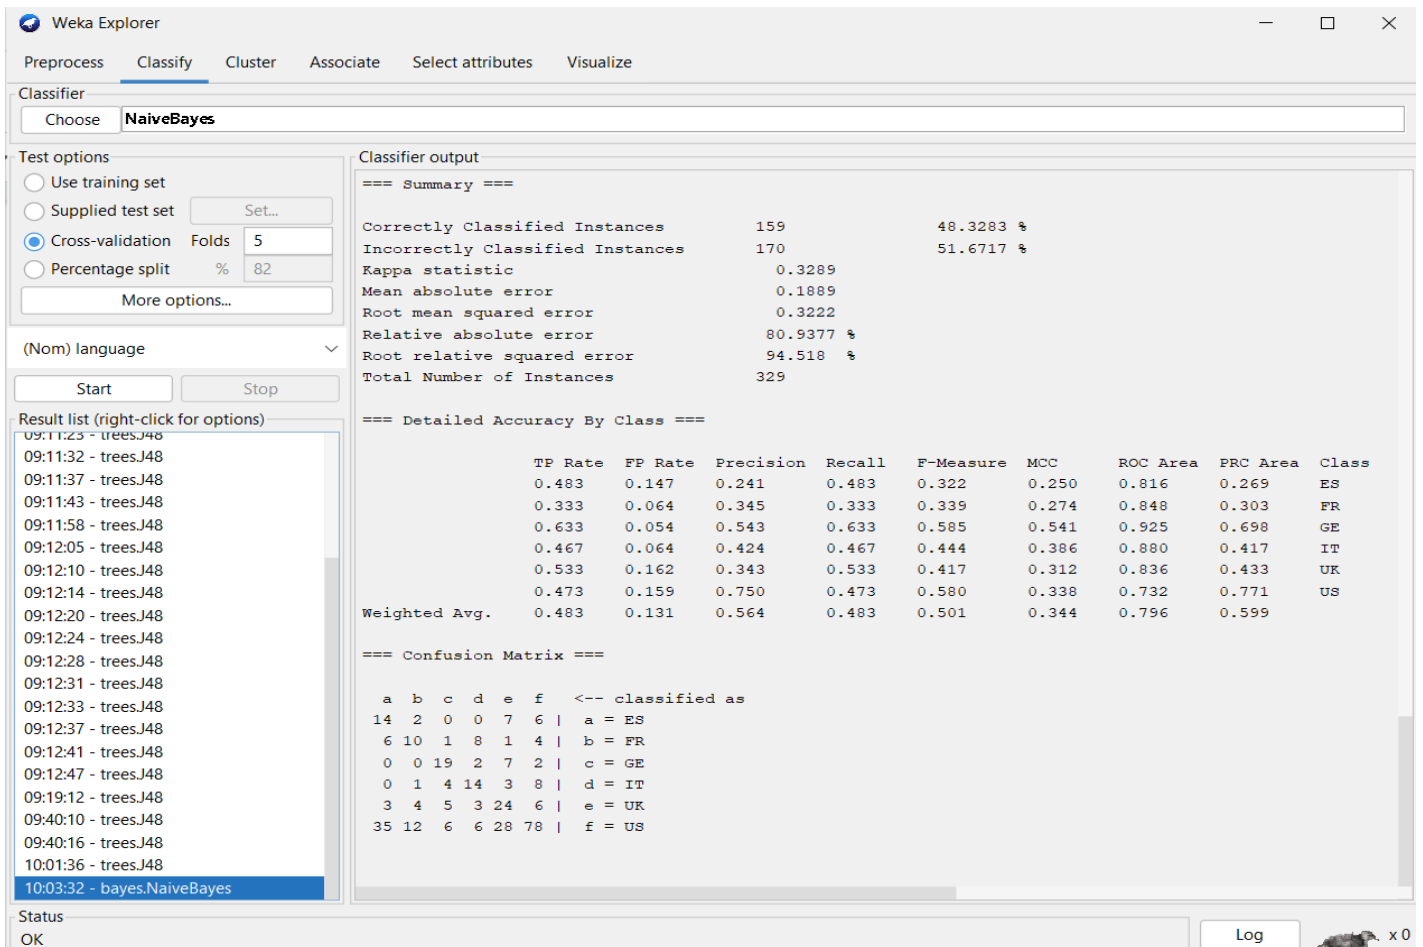 Weka Explorer
Preprocess Classify Cluster Associate Select attributes Visualize
Classifier
Choose NaiveBayes
Test options
Use training set
Supplied test set Set...
Cross-validation Folds 5
Percentage split % 82
More options...
(Nom) language
Start Stop
Result list (right-click for options)
09:11:23 - trees.J48
09:11:32 - trees.J48
09:11:37 - trees.J48
09:11:43 - trees.J48
09:11:58 - trees.J48
09:12:05 - trees.J48
09:12:10 - trees.J48
09:12:14 - trees.J48
09:12:20 - trees.J48
09:12:24 - trees.J48
09:12:28 - trees.J48
09:12:31 - trees.J48
09:12:33 - trees.J48
09:12:37 - trees.J48
09:12:41 - trees.J48
09:12:47 - trees.J48
09:19:12 - trees.J48
09:40:10 - trees.J48
09:40:16 - trees.J48
10:01:36 - trees.J48
10:03:32 - bayes.NaiveBayes
Classifier output
=== Summary ===
Correctly Classified Instances 159 48.3283 %
Incorrectly Classified Instances 170 51.6717 %
Kappa statistic 0.3289
Mean absolute error 0.1889
Root mean squared error 0.3222
Relative absolute error 80.9377 %
Root relative squared error 94.518 %
Total Number of Instances 329
=== Detailed Accuracy By Class ===
TP Rate FP Rate Precision Recall F-Measure MCC ROC Area PRC Area Class
0.483 0.147 0.241 0.483 0.322 0.250 0.816 0.269 ES
0.333 0.064 0.345 0.333 0.339 0.274 0.848 0.303 FR
0.633 0.054 0.543 0.633 0.585 0.541 0.925 0.698 GE
0.467 0.064 0.424 0.467 0.444 0.386 0.880 0.417 IT
0.533 0.162 0.343 0.533 0.417 0.312 0.836 0.433 UK
0.473 0.159 0.750 0.473 0.580 0.338 0.732 0.771 US
Weighted Avg. 0.483 0.131 0.564 0.483 0.501 0.344 0.796 0.599
=== Confusion Matrix ===
a b c d e f <-- classified as
14 2 0 0 7 6 | a = ES
6 10 1 8 1 4 | b = FR
0 0 19 2 7 2 | c = GE
0 1 4 14 3 8 | d = IT
3 4 5 3 24 6 | e = UK
35 12 6 6 28 78 | f = US
Status
OK
Log x 0